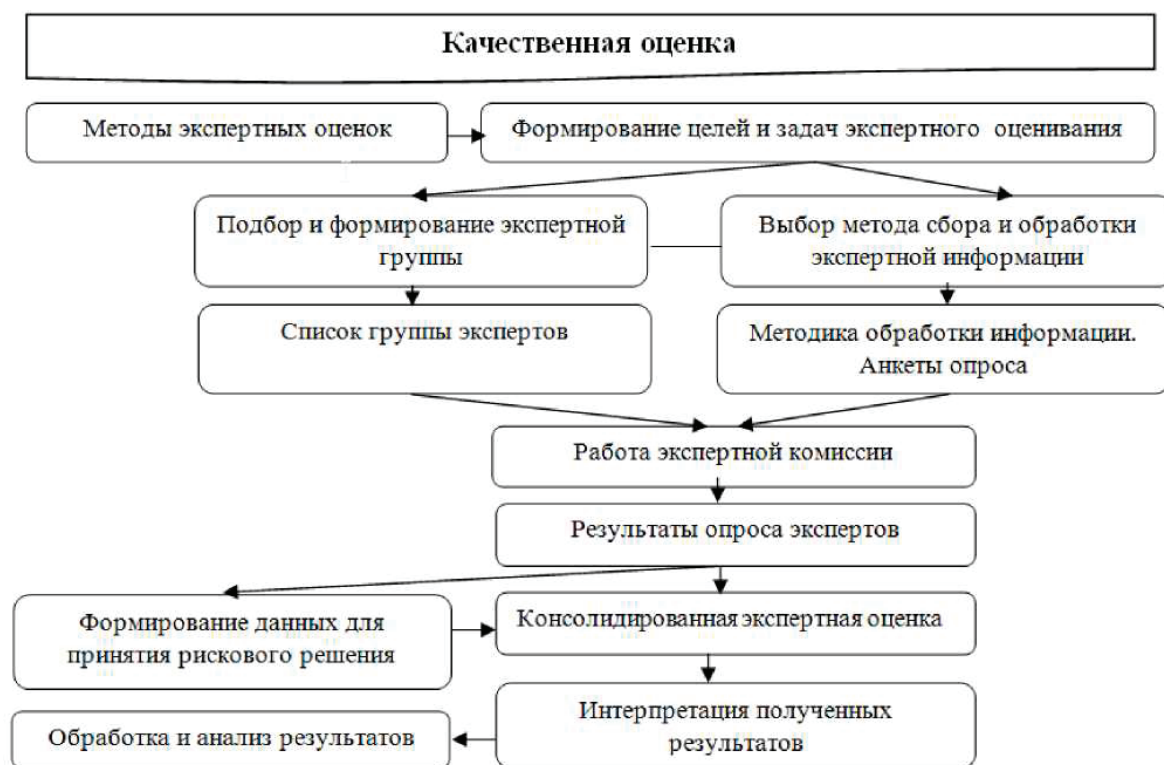 Качественная оценка
Методы экспертных оценок
Формирование целей и задач экспертного оценивания
Подбор и формирование экспертной
группы
Выбор метода сбора и обработки
экспертной информации
Список группы экспертов
Методика обработки информации.
Анкеты опроса
Работа экспертной комиссии
Результаты опроса экспертов
Формирование данных для
принятия рискового решения
Консолидированная экспертная оценка
Интерпретация полученных
результатов
Обработка и анализ результатов